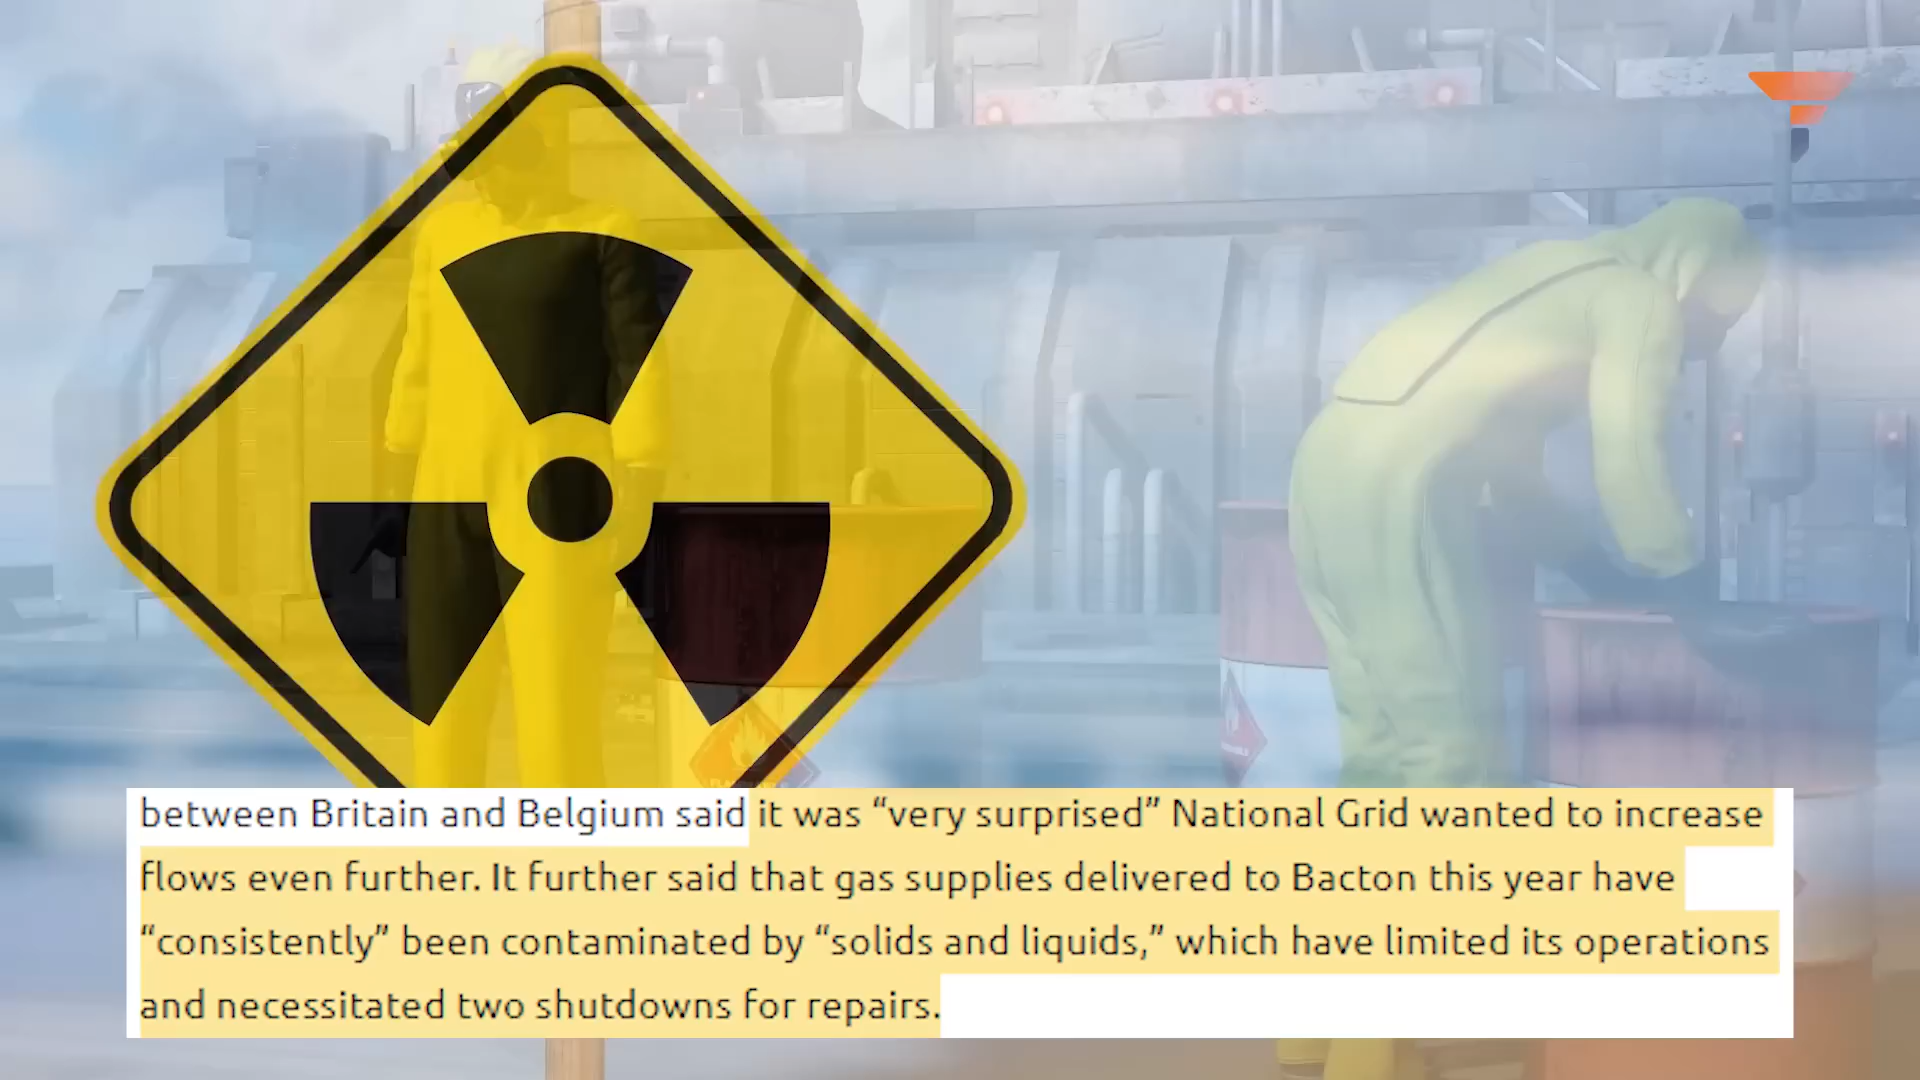 between Britain and Belgium said it was “very surprised” National Grid wanted to increase
flows even further. It further said that gas supplies delivered to Bacton this year have
“consistently” been contaminated by “solids and liquids,” which have limited its operations
and necessitated two shutdowns for repairs.